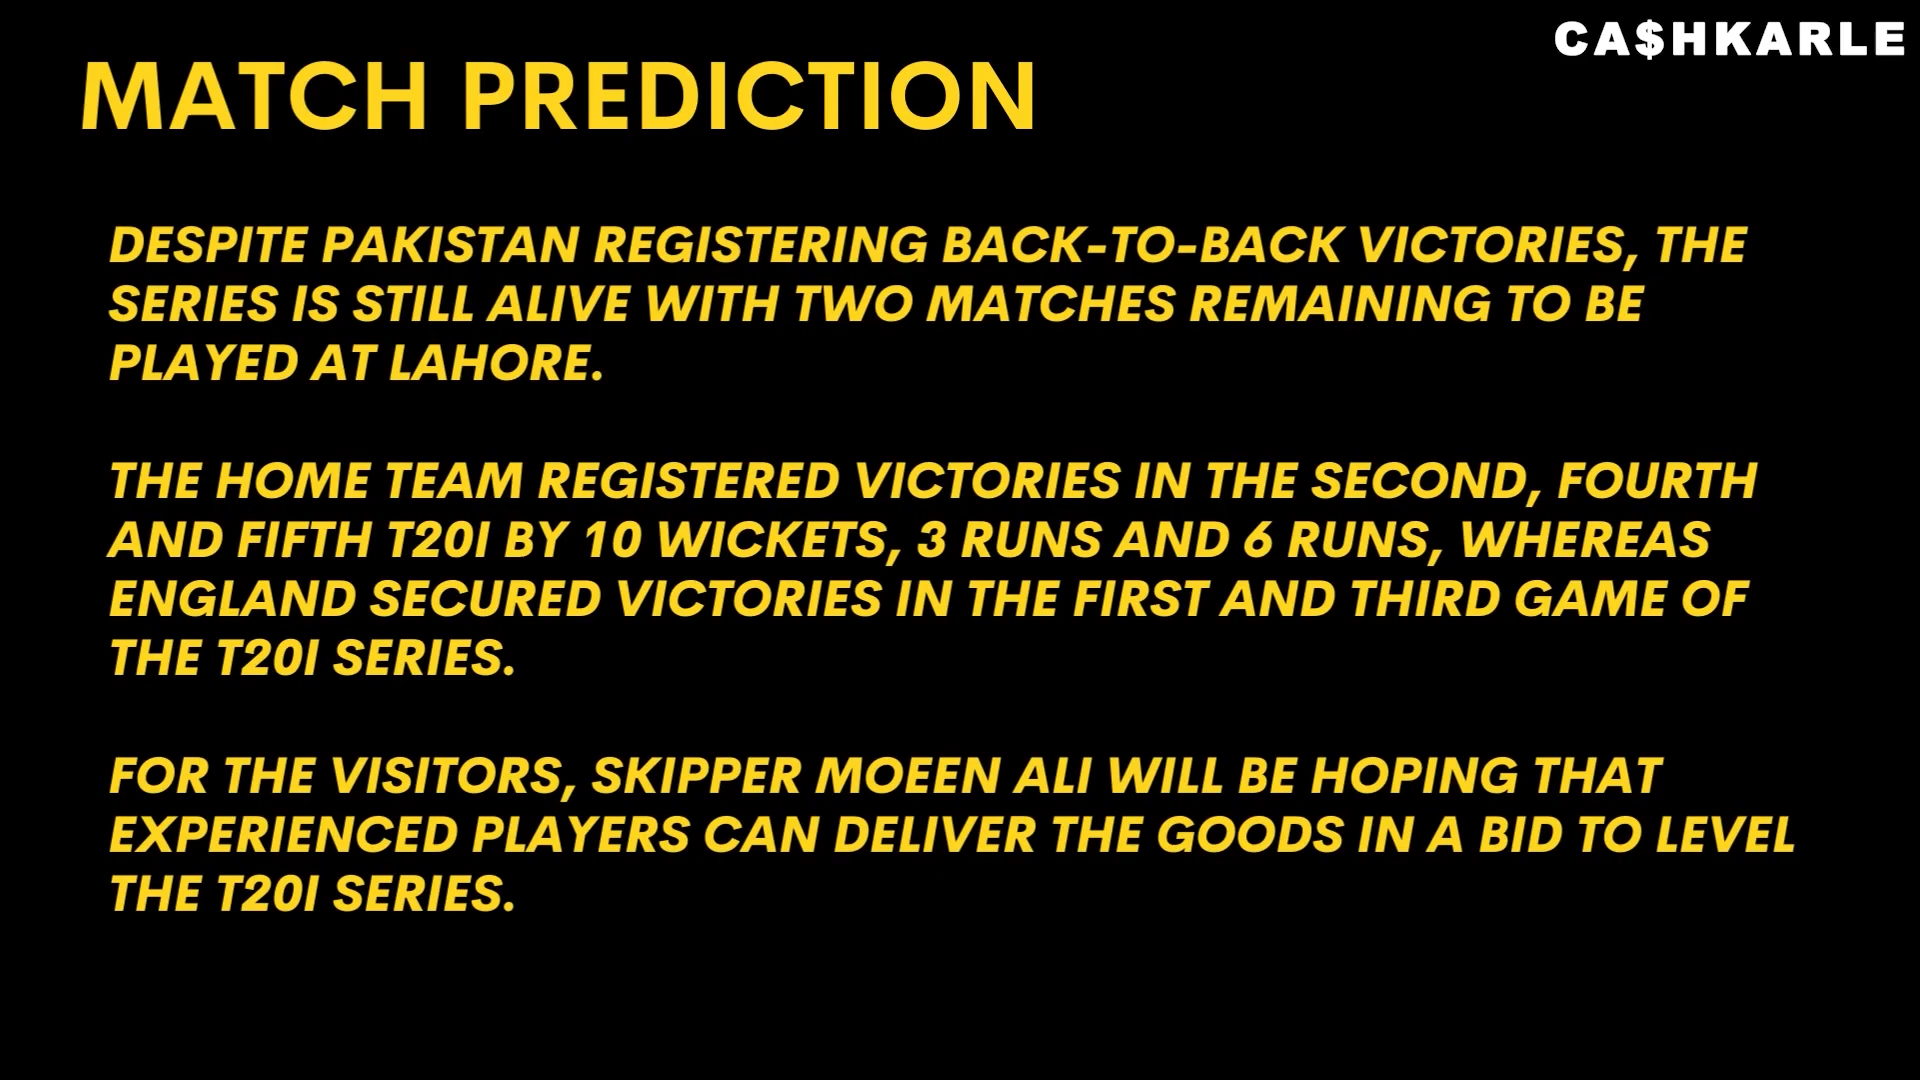 CA$HKARLE
MATCH PREDICTION
DESPITE PAKISTAN REGISTERING BACK-TO-BACK VICTORIES, THE
SERIES IS STILL ALIVE WITH TWO MATCHES REMAINING TO BE
PLAYED AT LAHORE.
THE HOME TEAM REGISTERED VICTORIES IN THE SECOND, FOURTH
AND FIFTH T20I BY 10 WICKETS, 3 RUNS AND 6 RUNS, WHEREAS
ENGLAND SECURED VICTORIES IN THE FIRST AND THIRD GAME OF
THE T20I SERIES.
FOR THE VISITORS, SKIPPER MOEEN ALI WILL BE HOPING THAT
EXPERIENCED PLAYERS CAN DELIVER THE GOODS IN A BID TO LEVEL
THE T20I SERIES.